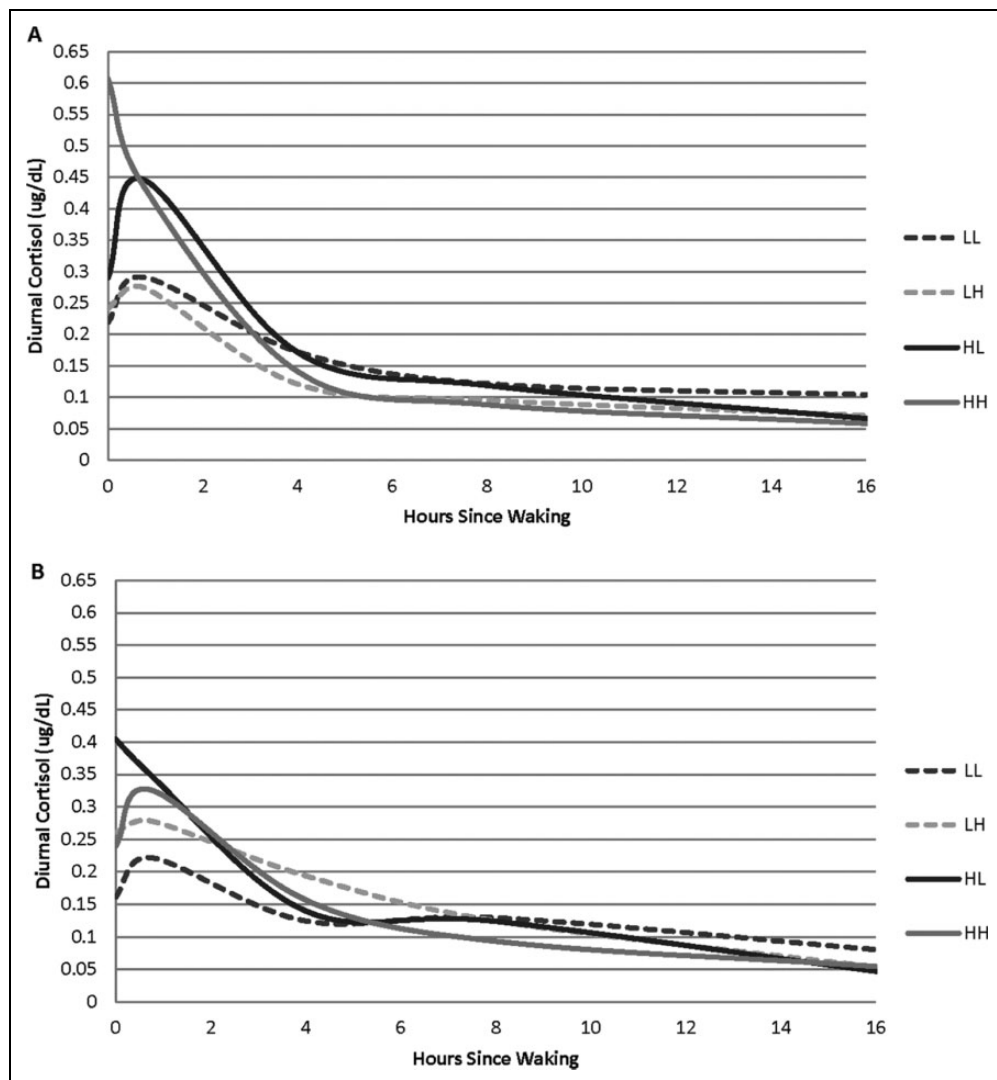 A
0.65
0.6
0.55
0.5
0.45
0.4
0.35
0.3
0.25
0.2
0.15
0.1
0.05
0
Diurnal Cortisol (ug/dL)
0 2 4 6 8 10 12 14 16
Hours Since Waking
LL
LH
HL
HH
B
0.65
0.6
0.55
0.5
0.45
0.4
0.35
0.3
0.25
0.2
0.15
0.1
0.05
0
Diurnal Cortisol (ug/dL)
0 2 4 6 8 10 12 14 16
Hours Since Waking
LL
LH
HL
HH